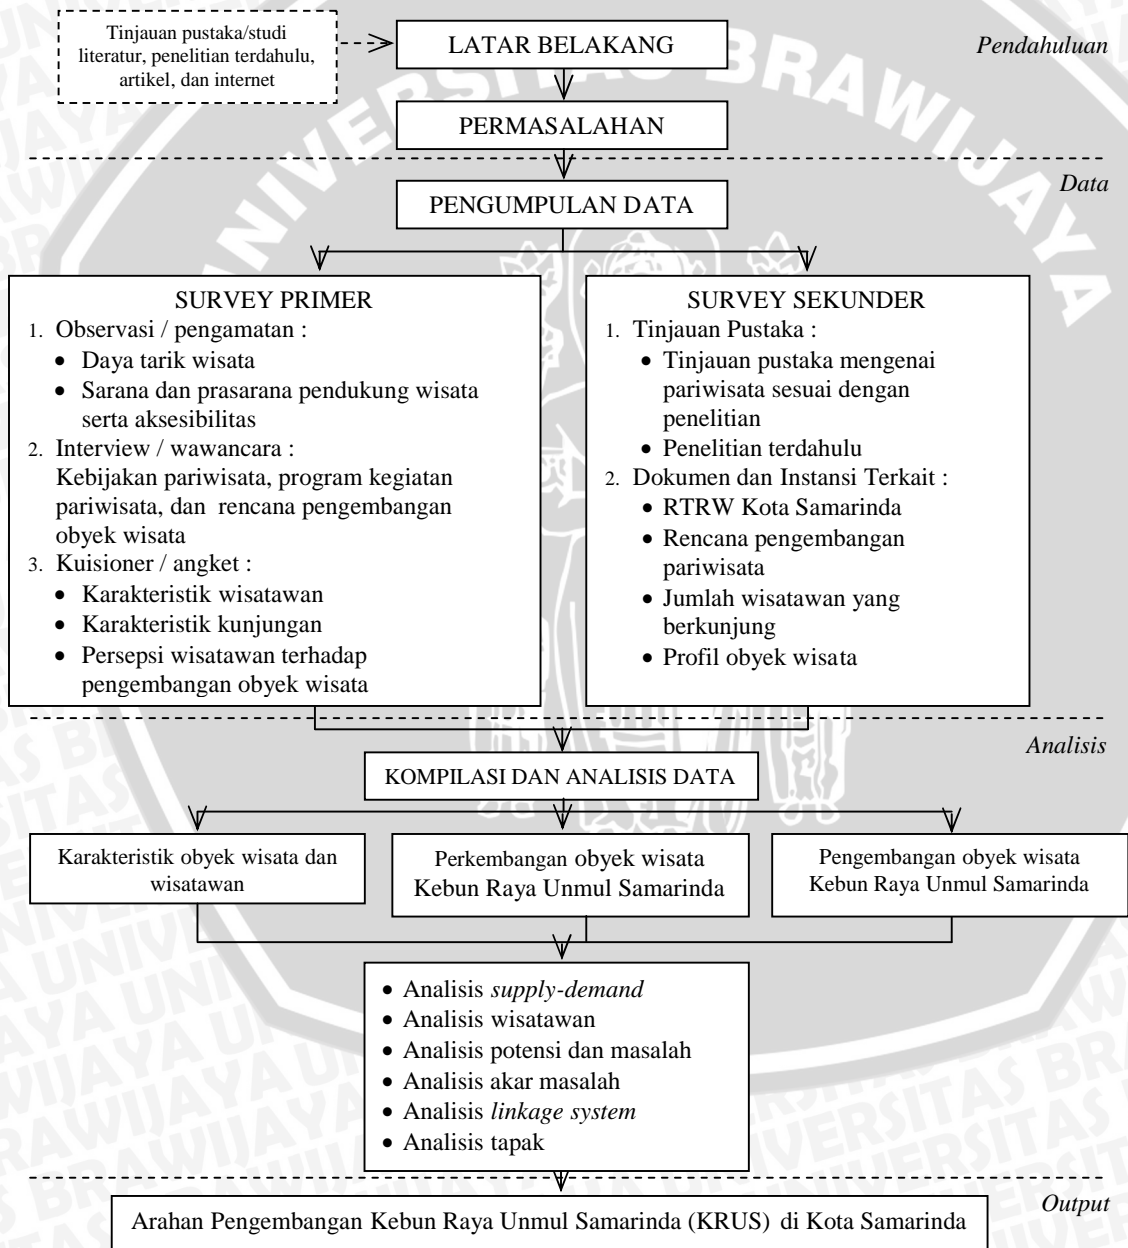 Tinjauan pustaka/studi
literatur, penelitian terdahulu,
artikel, dan internet
LATAR BELAKANG
Pendahuluan
UNIVERSITAS BRAWIJAYA
PERMASALAHAN
Data
PENGUMPULAN DATA
SURVEY PRIMER
1. Observasi / pengamatan :
• Daya tarik wisata
• Sarana dan prasarana pendukung wisata
serta aksesibilitas
2. Interview / wawancara :
Kebijakan pariwisata, program kegiatan
pariwisata, dan rencana pengembangan
obyek wisata
3. Kuisioner / angket :
• Karakteristik wisatawan
• Karakteristik kunjungan
• Persepsi wisatawan terhadap
pengembangan obyek wisata
SURVEY SEKUNDER
1. Tinjauan Pustaka :
• Tinjauan pustaka mengenai
pariwisata sesuai dengan
penelitian
• Penelitian terdahulu
2. Dokumen dan Instansi Terkait :
• RTRW Kota Samarinda
• Rencana pengembangan
pariwisata
• Jumlah wisatawan yang
berkunjung
• Profil obyek wisata
Analisis
KOMPILASI DAN ANALISIS DATA
Karakteristik obyek wisata dan
wisatawan
Perkembangan obyek wisata
Kebun Raya Unmul Samarinda
Pengembangan obyek wisata
Kebun Raya Unmul Samarinda
• Analisis supply-demand
• Analisis wisatawan
• Analisis potensi dan masalah
• Analisis akar masalah
• Analisis linkage system
• Analisis tapak
Output
Arahan Pengembangan Kebun Raya Unmul Samarinda (KRUS) di Kota Samarinda